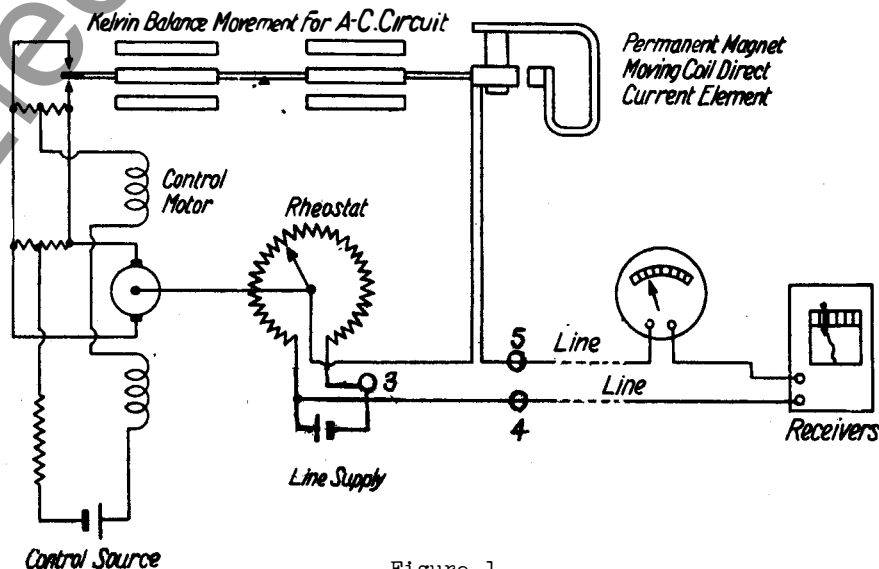 Kelvin Balance Movement For A-C. Circuit
Permanent Magnet
Moving Coil Direct
Current Element
Control
Motor
Rheostat
5
Line
3
Line
4
Receivers
Line Supply
Control Source
Figure 1